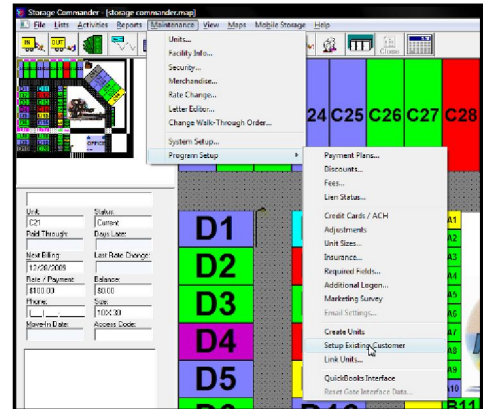 Storage Commander - [storage commander.map]
File Lists Activities Reports Maintenance View Maps Mobile Storage Help
IN OUT
Close
Units...
Facility Info...
Security...
Merchandise...
Rate Change...
Letter Editor...
Change Walk-Through Order...
System Setup...
Program Setup
Payment Plans...
Discounts...
Fees...
Lien Status...
Credit Cards / ACH
Adjustments
Unit Sizes...
Insurance...
Required Fields...
Additional Logon...
Marketing Survey
Email Settings...
Create Units
Setup Existing Customer
Link Units...
QuickBooks Interface
Reset Gate Interface Data...
24 C25 C26 C27 C28
OFFICE
Unit: Status:
C21 Current
Paid Through: Days Late:
Next Billing: Last Rate Change:
12/28/2009
Rate / Payment: Balance:
$100.00 $0.00
Phone: Size:
10X30
Move-In Date: Access Code:
D1
D2
D3
D4
D5
A1
A2
A3
A4
A5
A6
A7
A8
A9
A10
B11